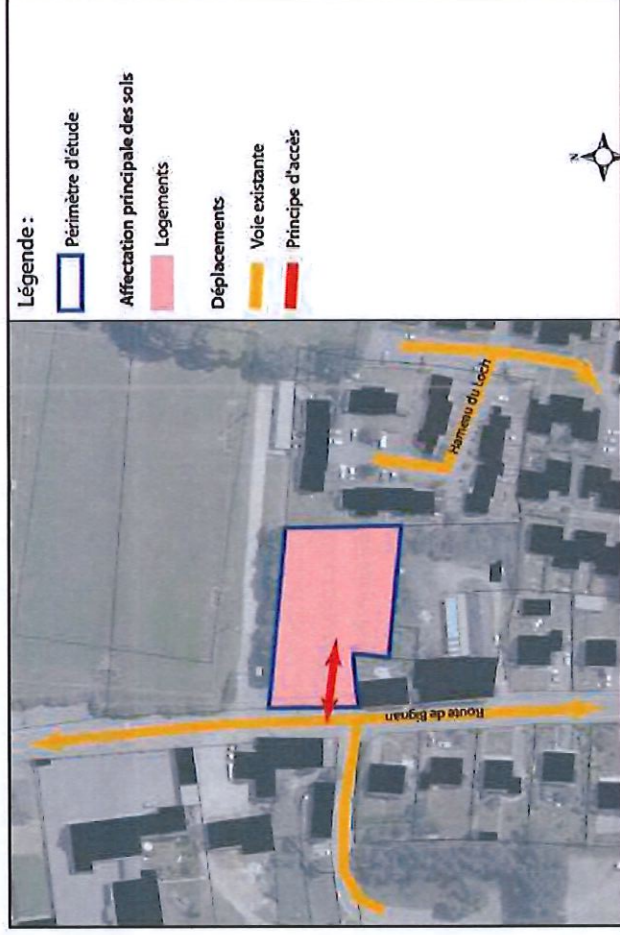 Légende :
Périmètre d'étude
Affectation principale des sols
Logements
Déplacements
Voie existante
Principe d'accès
N
Hameau du Loch
Route de Bignan